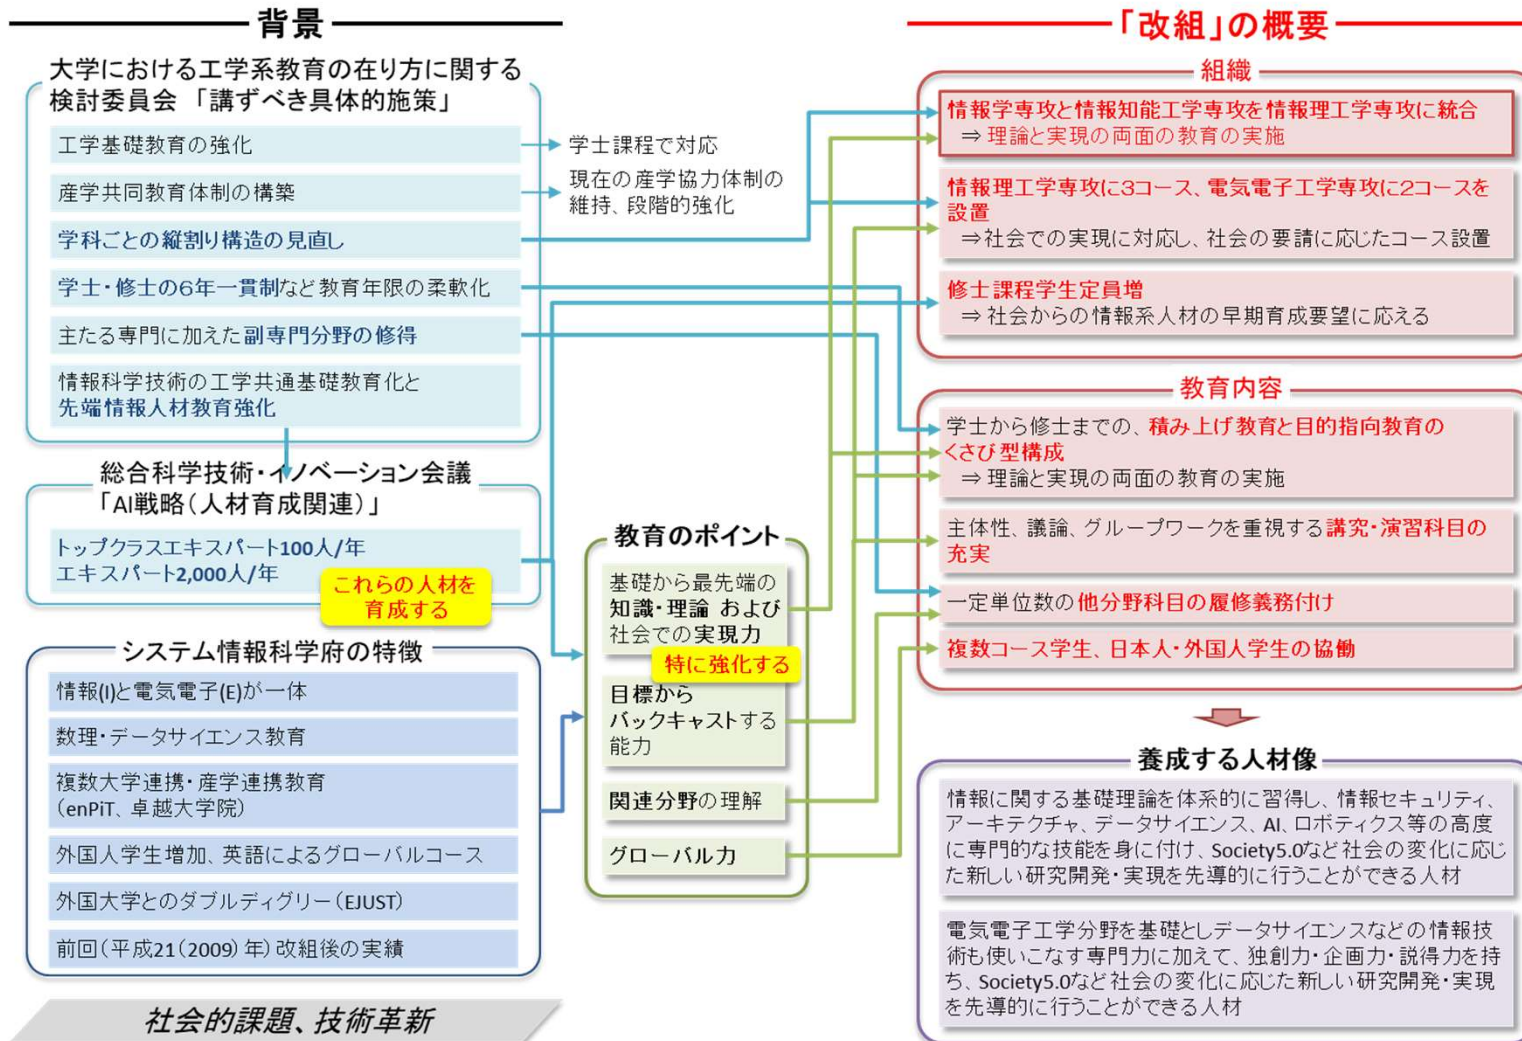 背景
大学における工学系教育の在り方に関する
検討委員会 「講ずべき具体的施策」
工学基礎教育の強化
学士課程で対応
産学共同教育体制の構築
現在の産学協力体制の
維持、段階的強化
学科ごとの縦割り構造の見直し
学士・修士の6年一貫制など教育年限の柔軟化
主たる専門に加えた副専門分野の修得
情報科学技術の工学共通基礎教育化と
先端情報人材教育強化
総合科学技術・イノベーション会議
「AI戦略(人材育成関連)」
トップクラスエキスパート100人/年
エキスパート2,000人/年
これらの人材を
育成する
システム情報科学府の特徴
情報(I)と電気電子(E)が一体
数理・データサイエンス教育
複数大学連携・産学連携教育
(enPiT、卓越大学院)
外国人学生増加、英語によるグローバルコース
外国大学とのダブルディグリー(EJUST)
前回(平成21(2009)年)改組後の実績
社会的課題、技術革新
教育のポイント
基礎から最先端の
知識・理論 および
社会での実現力
特に強化する
目標から
バックキャストする
能力
関連分野の理解
グローバル力
「改組」の概要
組織
情報学専攻と情報知能工学専攻を情報理工学専攻に統合
⇒ 理論と実現の両面の教育の実施
情報理工学専攻に3コース、電気電子工学専攻に2コースを
設置
⇒社会での実現に対応し、社会の要請に応じたコース設置
修士課程学生定員増
⇒ 社会からの情報系人材の早期育成要望に応える
教育内容
学士から修士までの、積み上げ教育と目的指向教育の
くさび型構成
⇒ 理論と実現の両面の教育の実施
主体性、議論、グループワークを重視する講究・演習科目の
充実
一定単位数の他分野科目の履修義務付け
複数コース学生、日本人・外国人学生の協働
養成する人材像
情報に関する基礎理論を体系的に習得し、情報セキュリティ、
アーキテクチャ、データサイエンス、AI、ロボティクス等の高度
に専門的な技能を身に付け、Society5.0など社会の変化に応じ
た新しい研究開発・実現を先導的に行うことができる人材
電気電子工学分野を基礎としデータサイエンスなどの情報技
術も使いこなす専門力に加えて、独創力・企画力・説得力を持
ち、Society5.0など社会の変化に応じた新しい研究開発・実現
を先導的に行うことができる人材